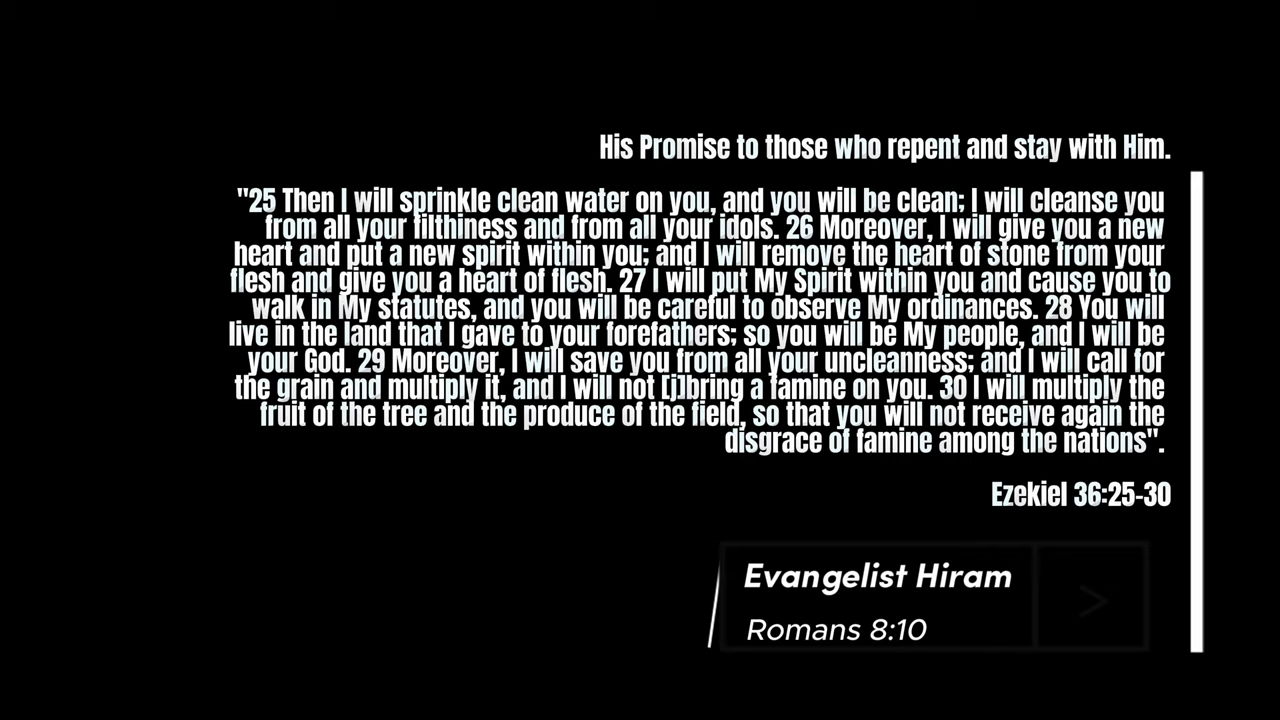 His Promise to those who repent and stay with Him.
"25 Then I will sprinkle clean water on you, and you will be clean; I will cleanse you
from all your filthiness and from all your idols. 26 Moreover, I will give you a new
heart and put a new spirit within you; and I will remove the heart of stone from your
flesh and give you a heart of flesh. 27 I will put My Spirit within you and cause you to
walk in My statutes, and you will be careful to observe My ordinances. 28 You will
live in the land that I gave to your forefathers; so you will be My people, and I will be
your God. 29 Moreover, I will save you from all your uncleanness; and I will call for
the grain and multiply it, and I will not [j]bring a famine on you. 30 I will multiply the
fruit of the tree and the produce of the field, so that you will not receive again the
disgrace of famine among the nations".
Ezekiel 36:25-30
Evangelist Hiram
>
Romans 8:10